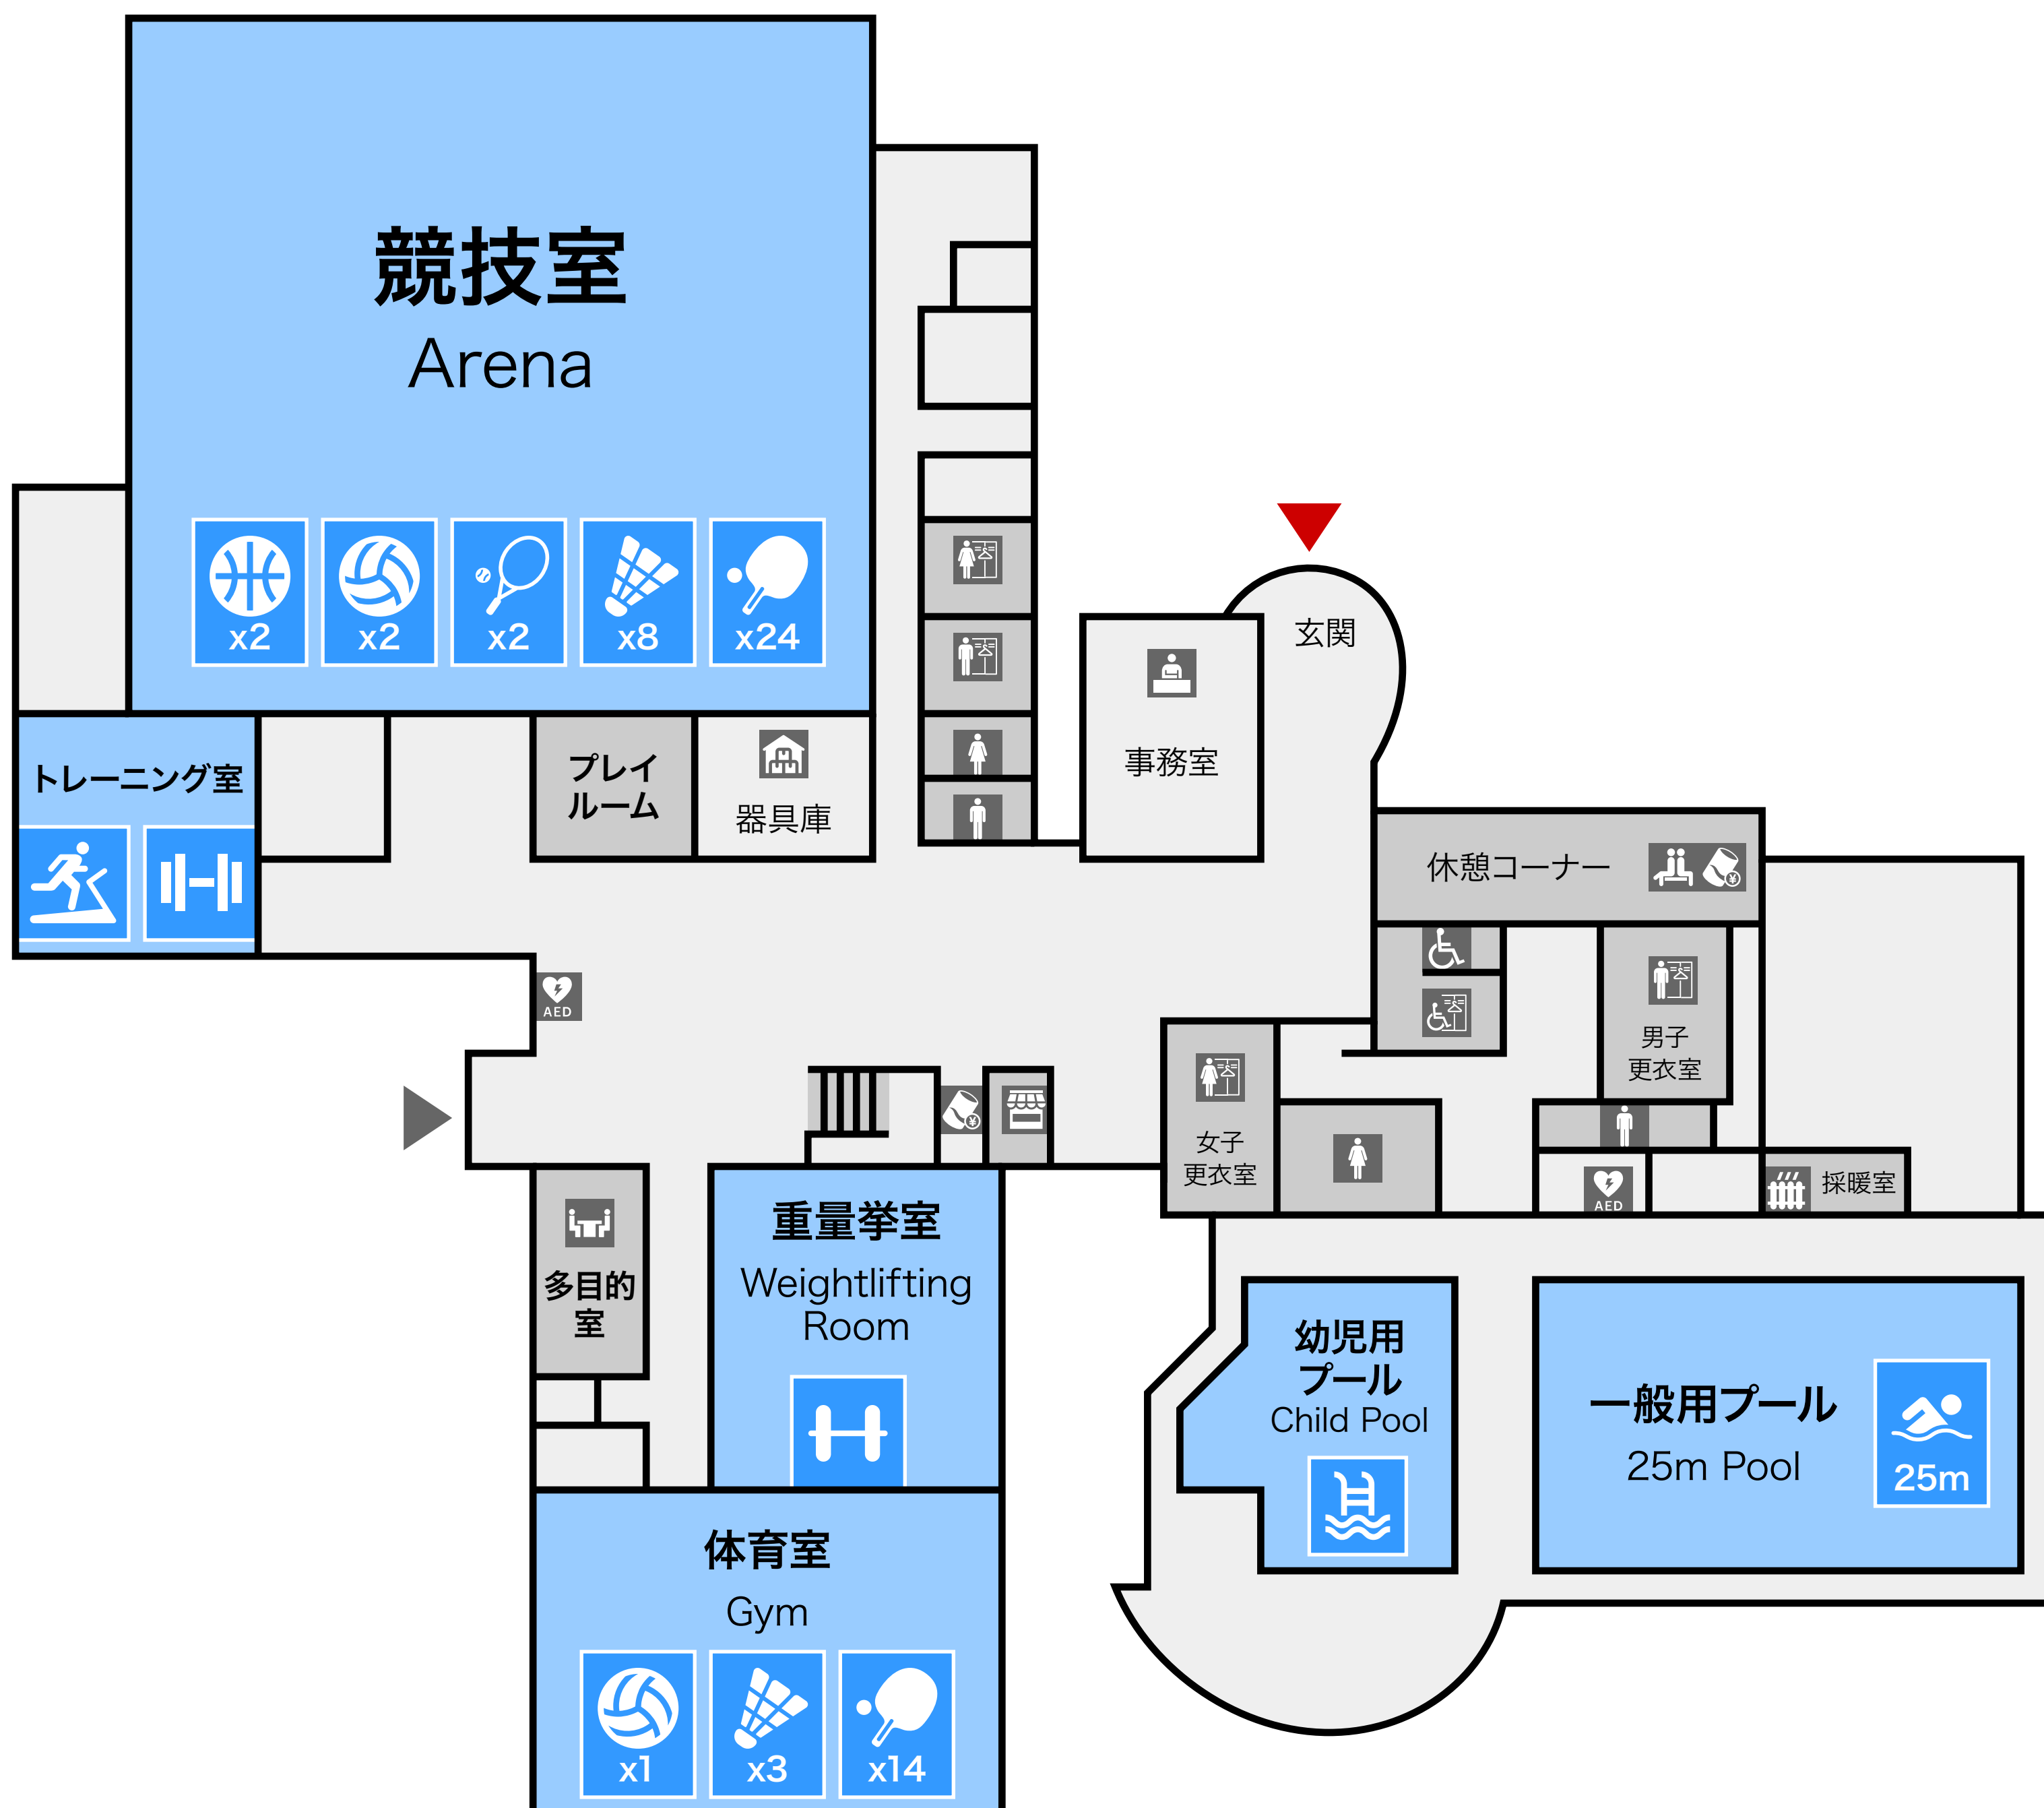 競技室
Arena
x2
x2
x2
x8
x24
トレーニング室
プレイ
ルーム
器具庫
玄関
事務室
休憩コーナー
¥
AED
男子
更衣室
女子
更衣室
¥
採暖室
AED
多目的
室
重量挙室
Weightlifting
Room
幼児用
プール
Child Pool
一般用プール
25m Pool
25m
体育室
Gym
x1
x3
x14